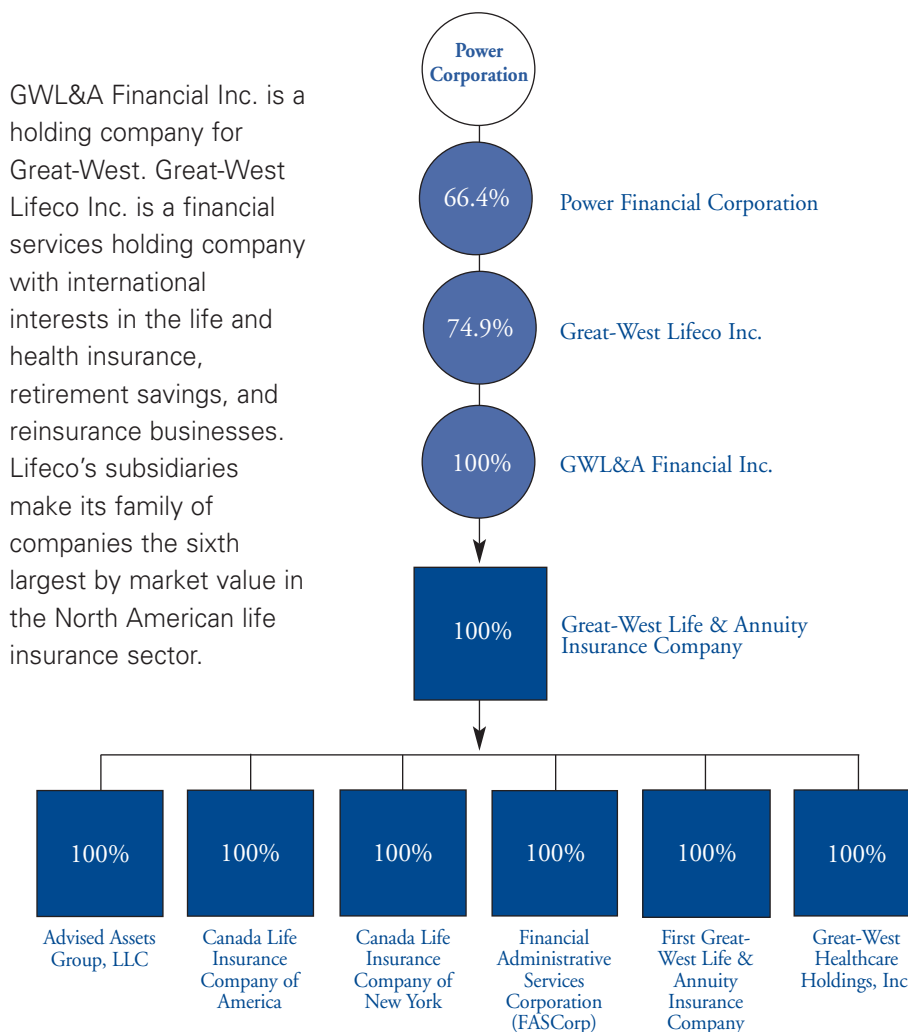 GWL&A Financial Inc. is a
holding company for
Great-West. Great-West
Lifeco Inc. is a financial
services holding company
with international
interests in the life and
health insurance,
retirement savings, and
reinsurance businesses.
Lifeco's subsidiaries
make its family of
companies the sixth
largest by market value in
the North American life
insurance sector.
Power
Corporation
66.4%
Power Financial Corporation
74.9%
Great-West Lifeco Inc.
100%
GWL&A Financial Inc.
100%
Great-West Life & Annuity
Insurance Company
100%
Advised Assets
Group, LLC
100%
Canada Life
Insurance
Company of
America
100%
Canada Life
Insurance
Company of
New York
100%
Financial
Administrative
Services
Corporation
(FASCorp)
100%
First Great-
West Life &
Annuity
Insurance
Company
100%
Great-West
Healthcare
Holdings, Inc